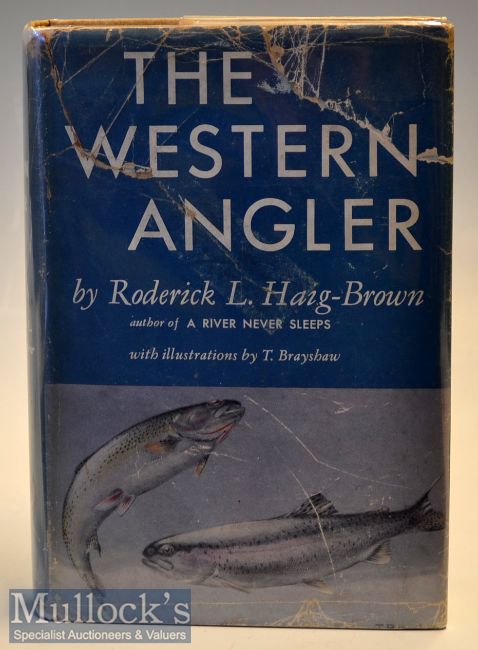 THE
WESTERN
ANGLER
by Roderick L. Haig-Brown
author of A RIVER NEVER SLEEPS
with illustrations by T. Brayshaw
Mullock's
Specialist Auctioneers & Valuers